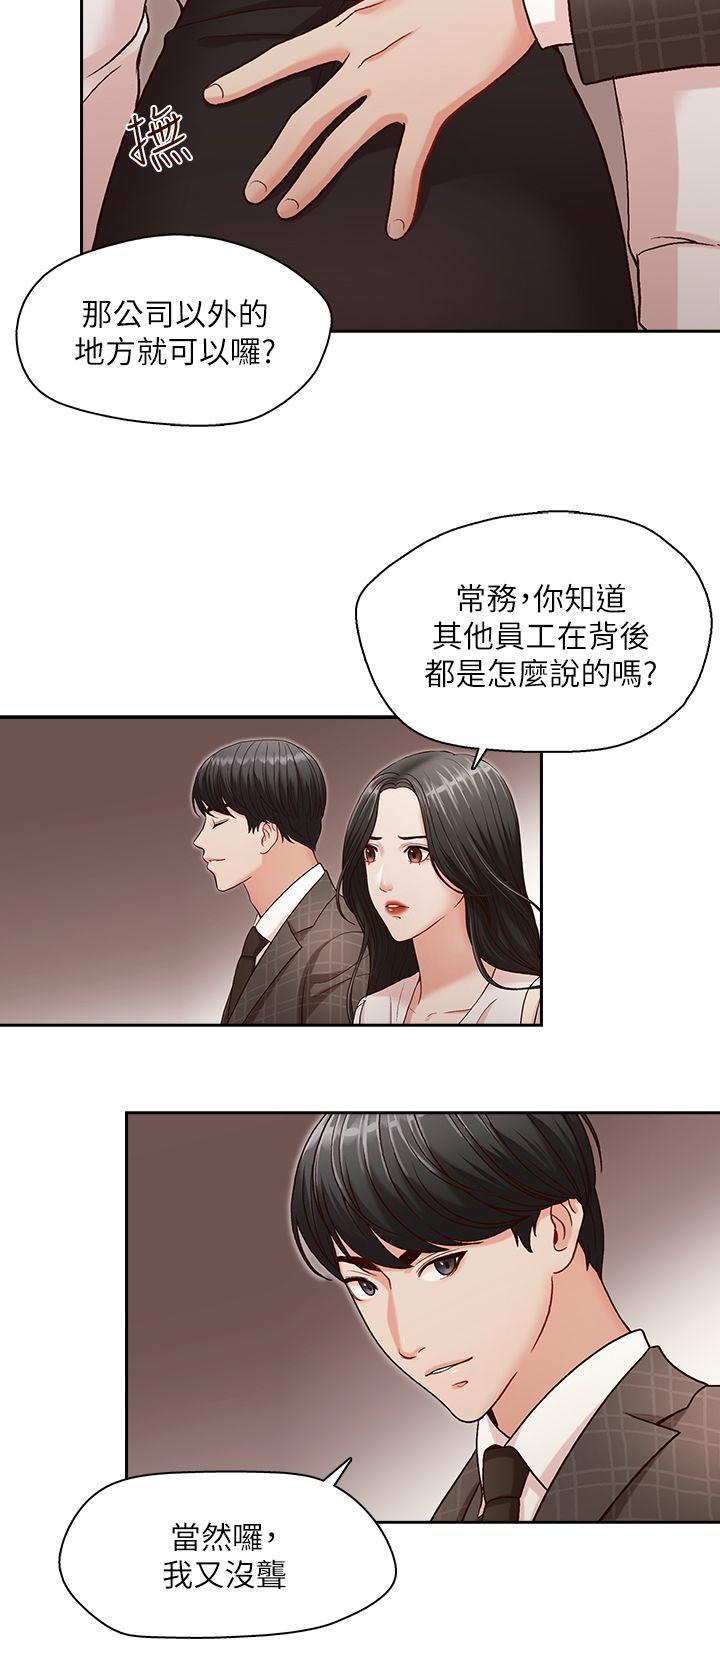 撫
那公司以外的
地方就可以囉?
常務,你知道
其他員工在背後
都是怎麼說的嗎?
當然囉,
我又沒聾